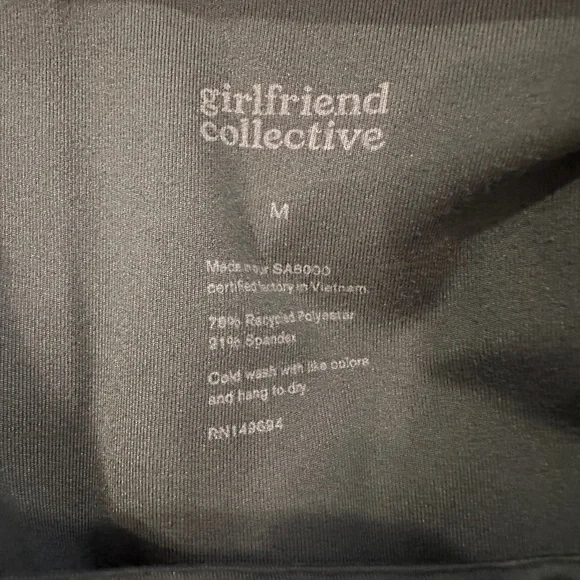 girlfriend
collective
M
Made our SA8000
certified factory in Vietnam
79% Recycled Polyester
21% Spandex
Cold wash with like colors
and hang to dry.
RN149694